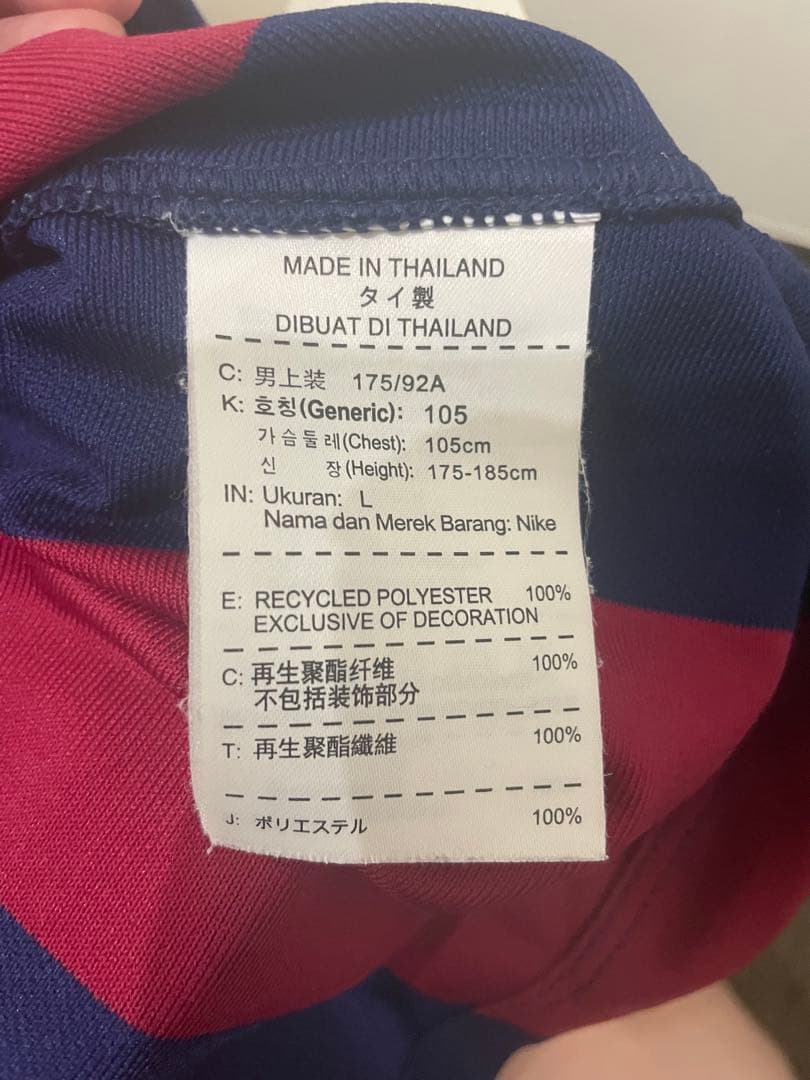 MADE IN THAILAND
タイ製
DIBUAT DI THAILAND
C: 男上装 175/92A
K: 호칭(Generic): 105
가슴둘레(Chest): 105cm
신 장(Height): 175-185cm
IN: Ukuran: L
Nama dan Merek Barang: Nike
E: RECYCLED POLYESTER 100%
EXCLUSIVE OF DECORATION
C: 再生聚酯纤维 100%
不包括装饰部分
T: 再生聚酯纖維 100%
J: ポリエステル 100%